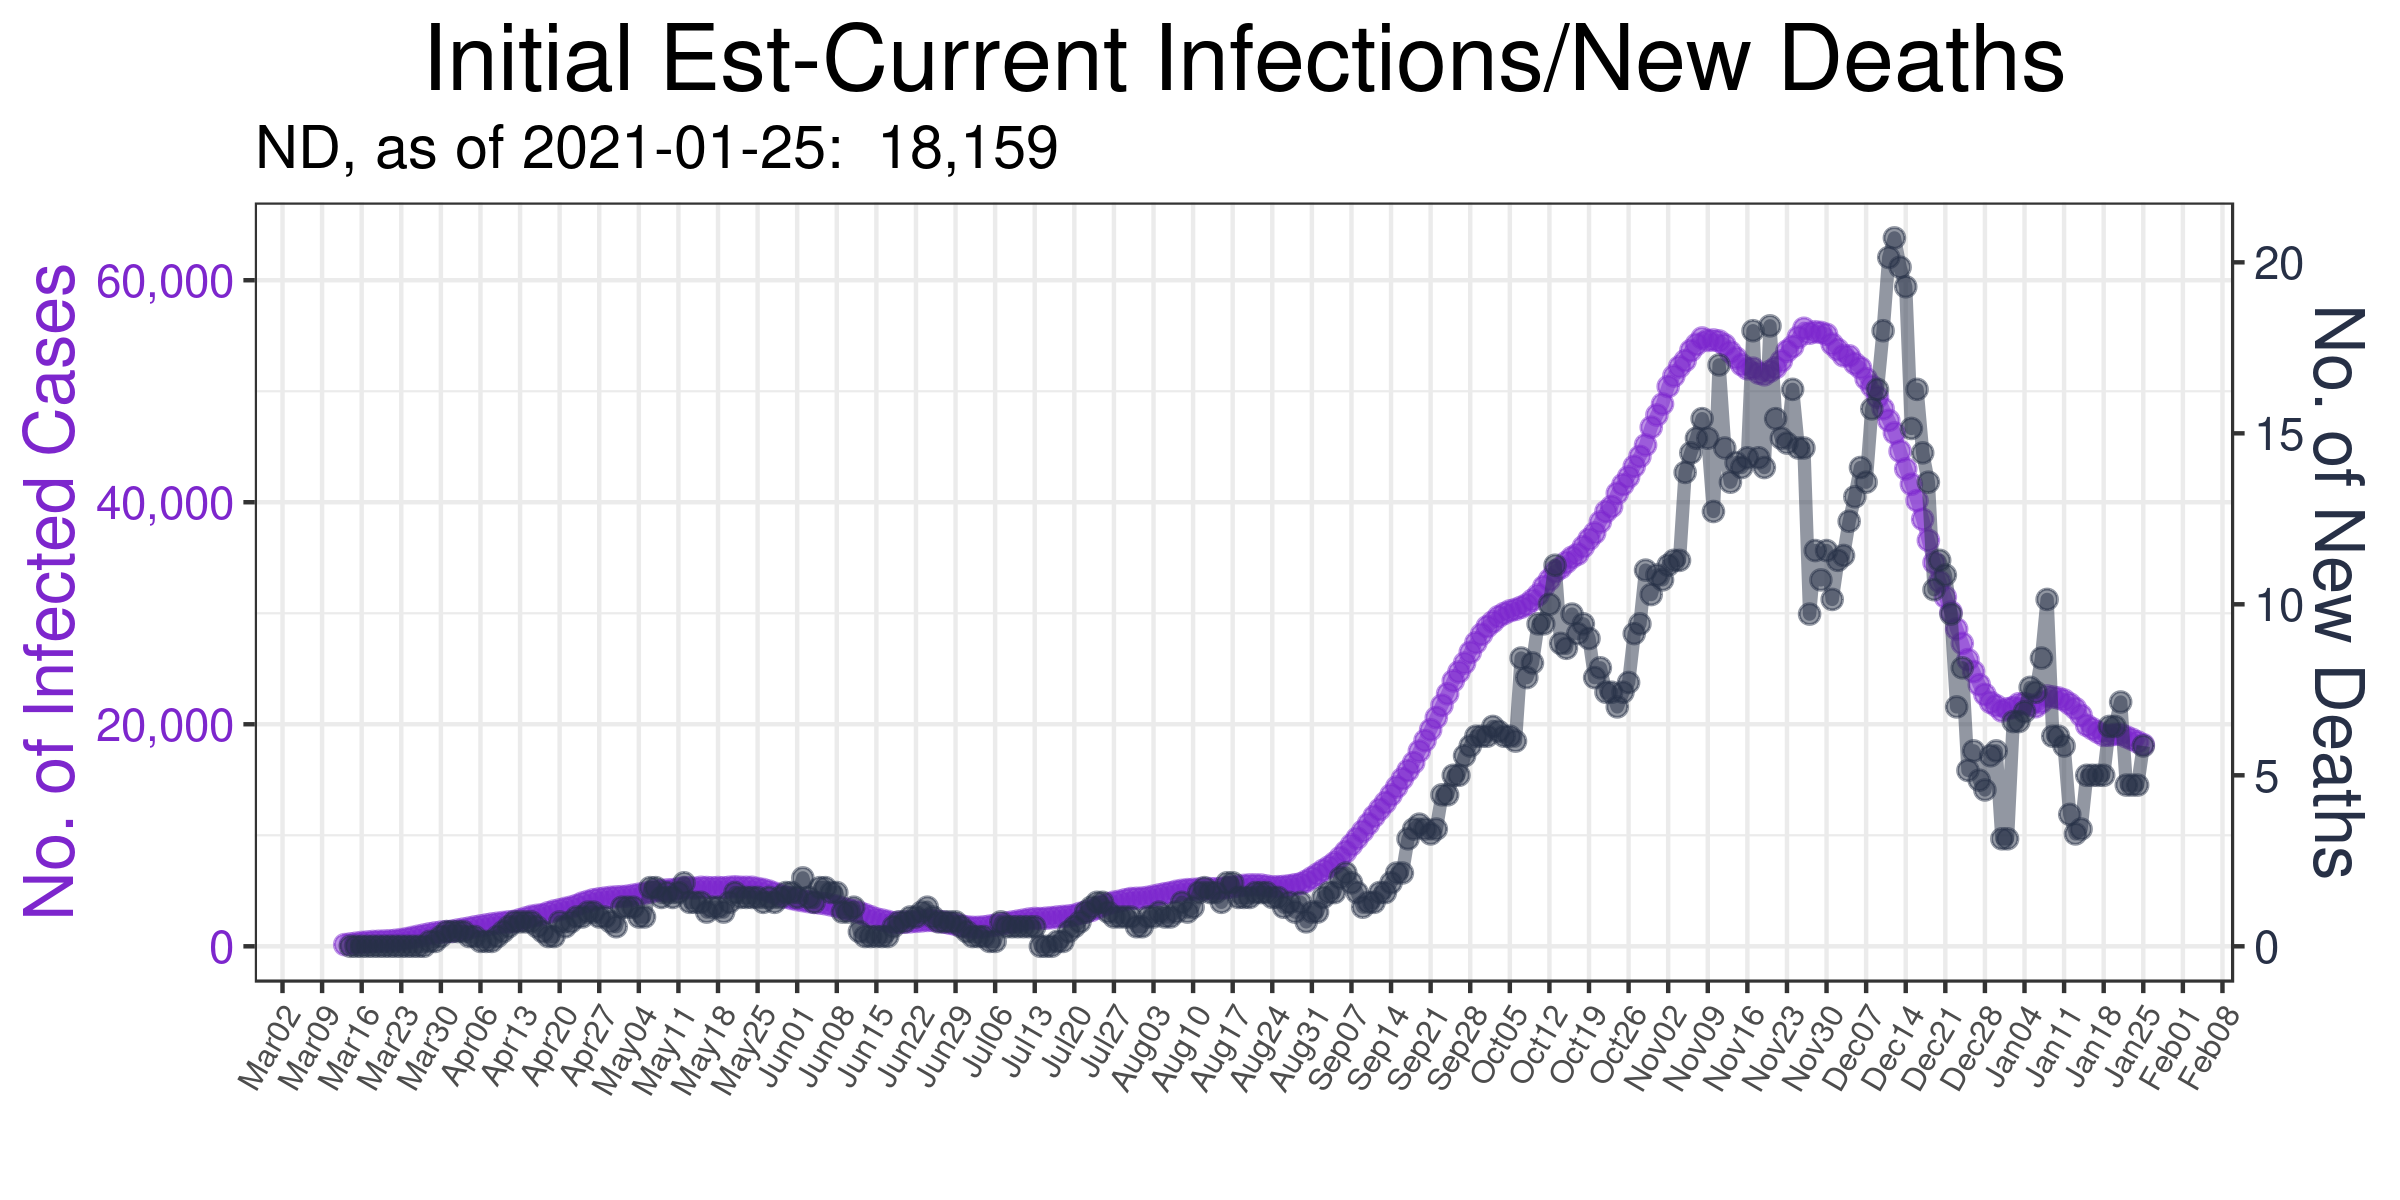 Initial Est-Current Infections/New Deaths
ND, as of 2021-01-25:  18,159
No. of Infected Cases
60,000
40,000
20,000
0
20
15
10
5
0
No. of New Deaths
Mar02
Mar09
Mar16
Mar23
Mar30
Apr06
Apr13
Apr20
Apr27
May04
May11
May18
May25
Jun01
Jun08
Jun15
Jun22
Jun29
Jul06
Jul13
Jul20
Jul27
Aug03
Aug10
Aug17
Aug24
Aug31
Sep07
Sep14
Sep21
Sep28
Oct05
Oct12
Oct19
Oct26
Nov02
Nov09
Nov16
Nov23
Nov30
Dec07
Dec14
Dec21
Dec28
Jan04
Jan11
Jan18
Jan25
Feb01
Feb08